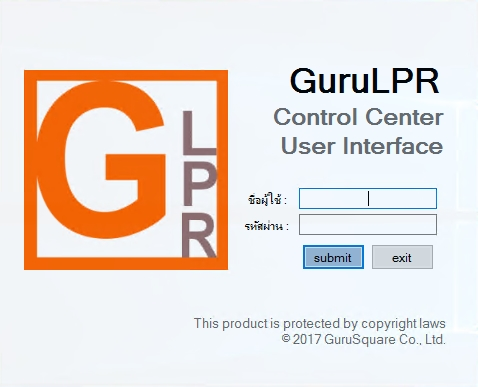 G
LPR
GuruLPR
Control Center
User Interface
ชื่อผู้ใช้ :
รหัสผ่าน :
submit exit
This product is protected by copyright laws
© 2017 GuruSquare Co., Ltd.